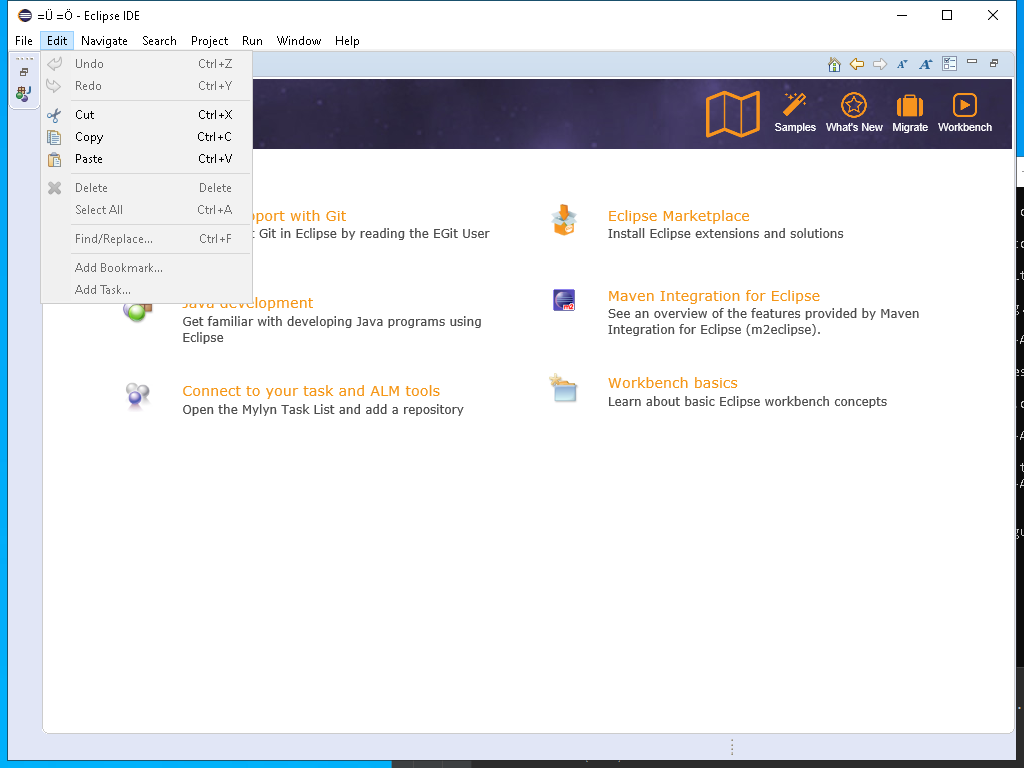 =Ü =Ö - Eclipse IDE
File Edit Navigate Search Project Run Window Help
Undo Ctrl+Z
Redo Ctrl+Y
Cut Ctrl+X
Copy Ctrl+C
Paste Ctrl+V
Delete Delete
Select All Ctrl+A
Find/Replace... Ctrl+F
Add Bookmark...
Add Task...
Samples What's New Migrate Workbench
with Git
Git in Eclipse by reading the EGit User
Java development
Get familiar with developing Java programs using
Eclipse
Connect to your task and ALM tools
Open the Mylyn Task List and add a repository
Eclipse Marketplace
Install Eclipse extensions and solutions
m2
Maven Integration for Eclipse
See an overview of the features provided by Maven
Integration for Eclipse (m2eclipse).
Workbench basics
Learn about basic Eclipse workbench concepts